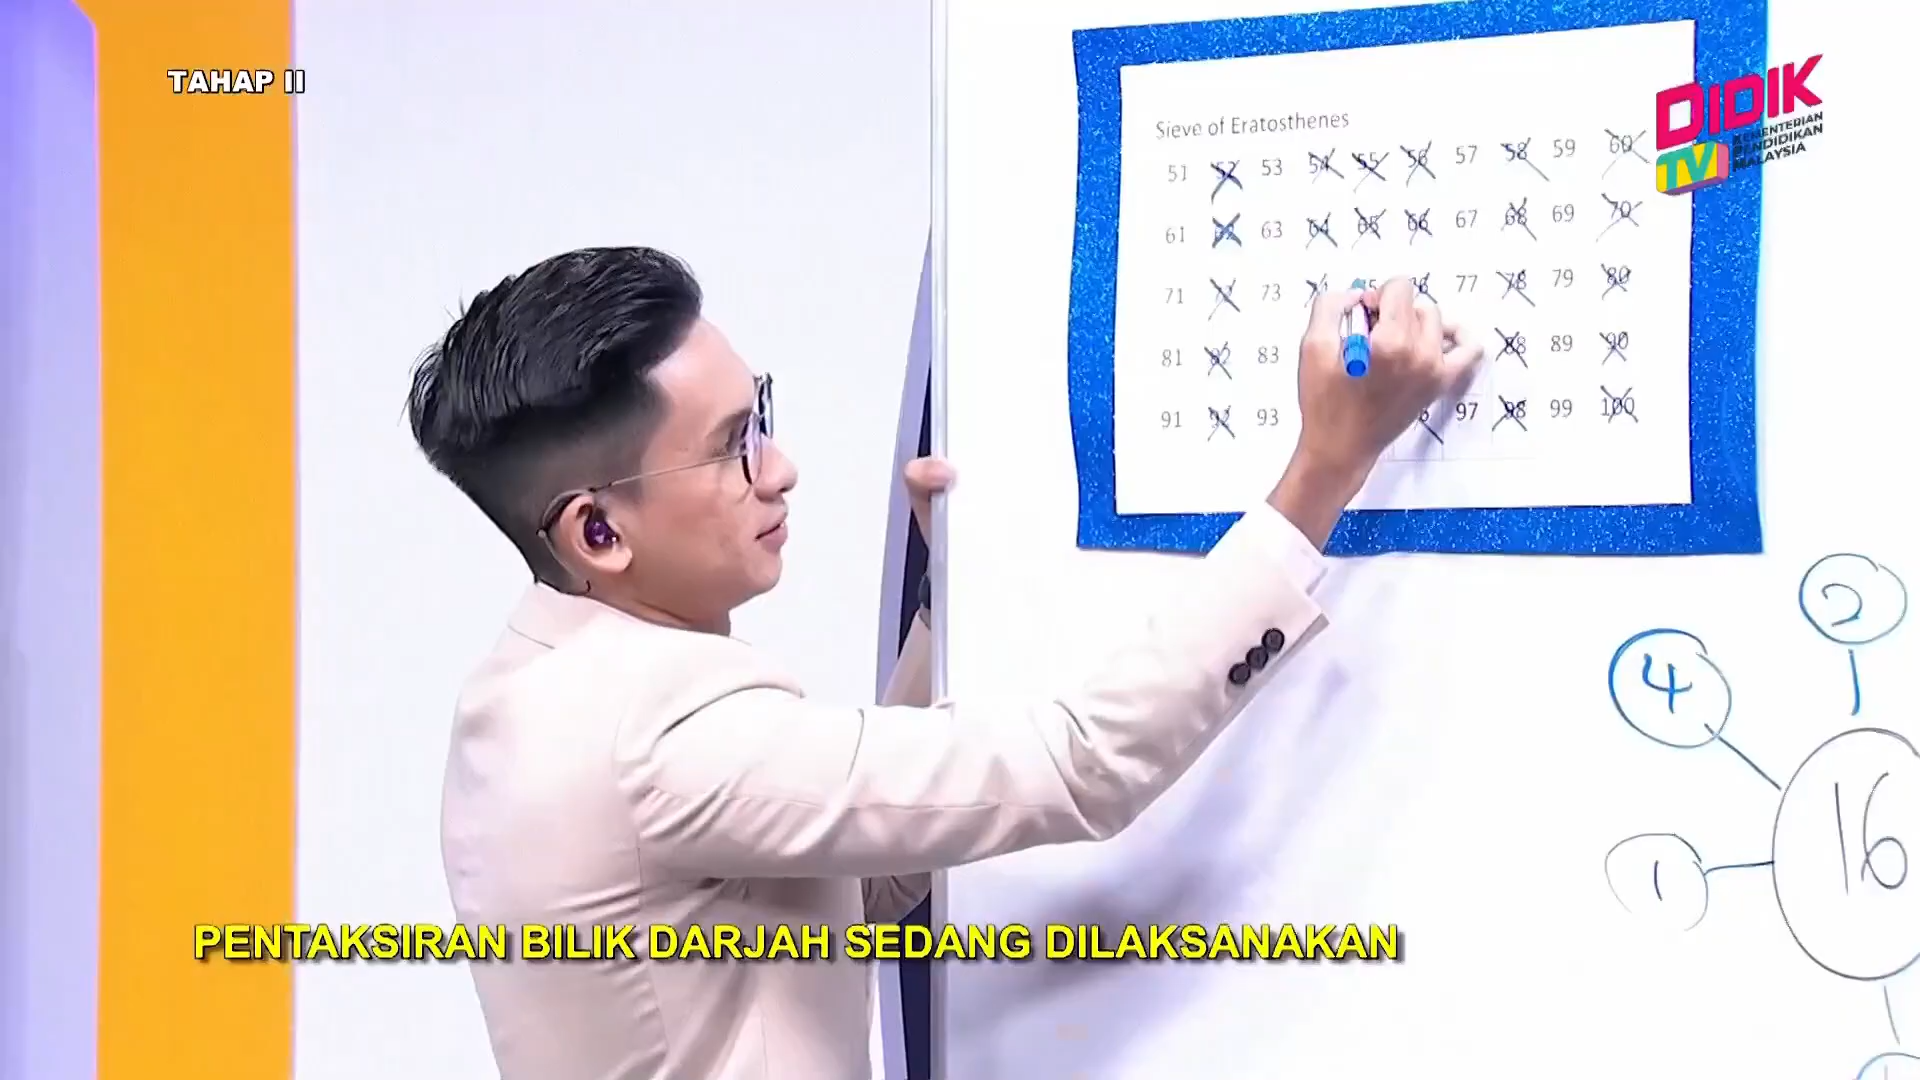 TAHAP II
DIDIK
TV
KEMENTERIAN
PENDIDIKAN
MALAYSIA
Sieve of Eratosthenes
51 52 53 54 55 56 57 58 59 60
61 62 63 64 65 66 67 68 69 70
71 72 73 74 75 76 77 78 79 80
81 82 83 88 89 90
91 92 93 97 98 99 100
2
4
16
1
PENTAKSIRAN BILIK DARJAH SEDANG DILAKSANAKAN